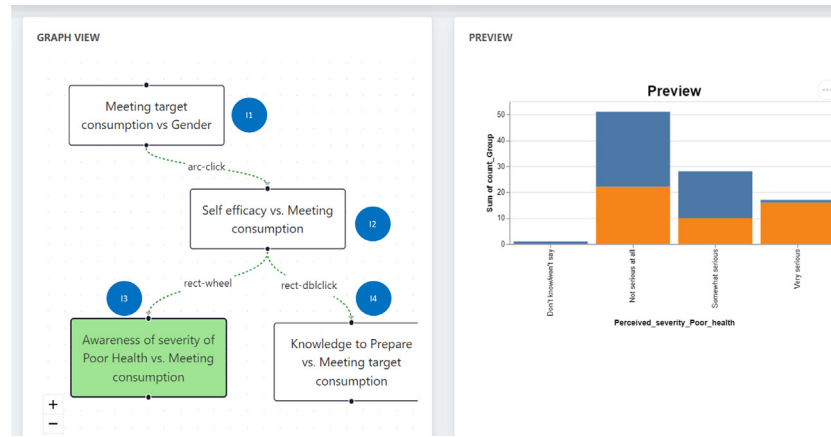 GRAPH VIEW
Meeting target
consumption vs Gender
I1
arc-click
Self efficacy vs. Meeting
consumption
I2
rect-wheel
rect-dblclick
I3
I4
Awareness of severity of
Poor Health vs. Meeting
consumption
Knowledge to Prepare
vs. Meeting target
consumption
+
−
PREVIEW
Preview
...
Sum of count_Group
50
40
30
20
10
0
Don't know/won't say
Not serious at all
Somewhat serious
Very serious
Perceived_severity_Poor_health